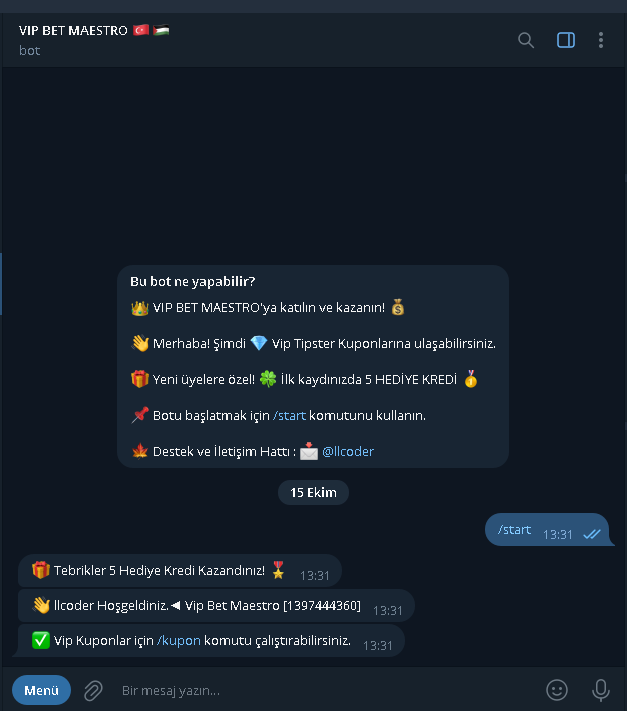 VIP BET MAESTRO 🇹🇷 🇵🇸
bot
Bu bot ne yapabilir?
👑 VIP BET MAESTRO'ya katılın ve kazanın! 💰
👋 Merhaba! Şimdi 💎 Vip Tipster Kuponlarına ulaşabilirsiniz.
🎁 Yeni üyelere özel! 🍀 İlk kaydınızda 5 HEDİYE KREDİ 🥇
📌 Botu başlatmak için /start komutunu kullanın.
🍁 Destek ve İletişim Hattı : 📩 @llcoder
15 Ekim
/start 13:31
🎁 Tebrikler 5 Hediye Kredi Kazandınız! 🎖 13:31
👋 llcoder Hoşgeldiniz.◄ Vip Bet Maestro [1397444360] 13:31
✅ Vip Kuponlar için /kupon komutu çalıştırabilirsiniz. 13:31
Menü Bir mesaj yazın...